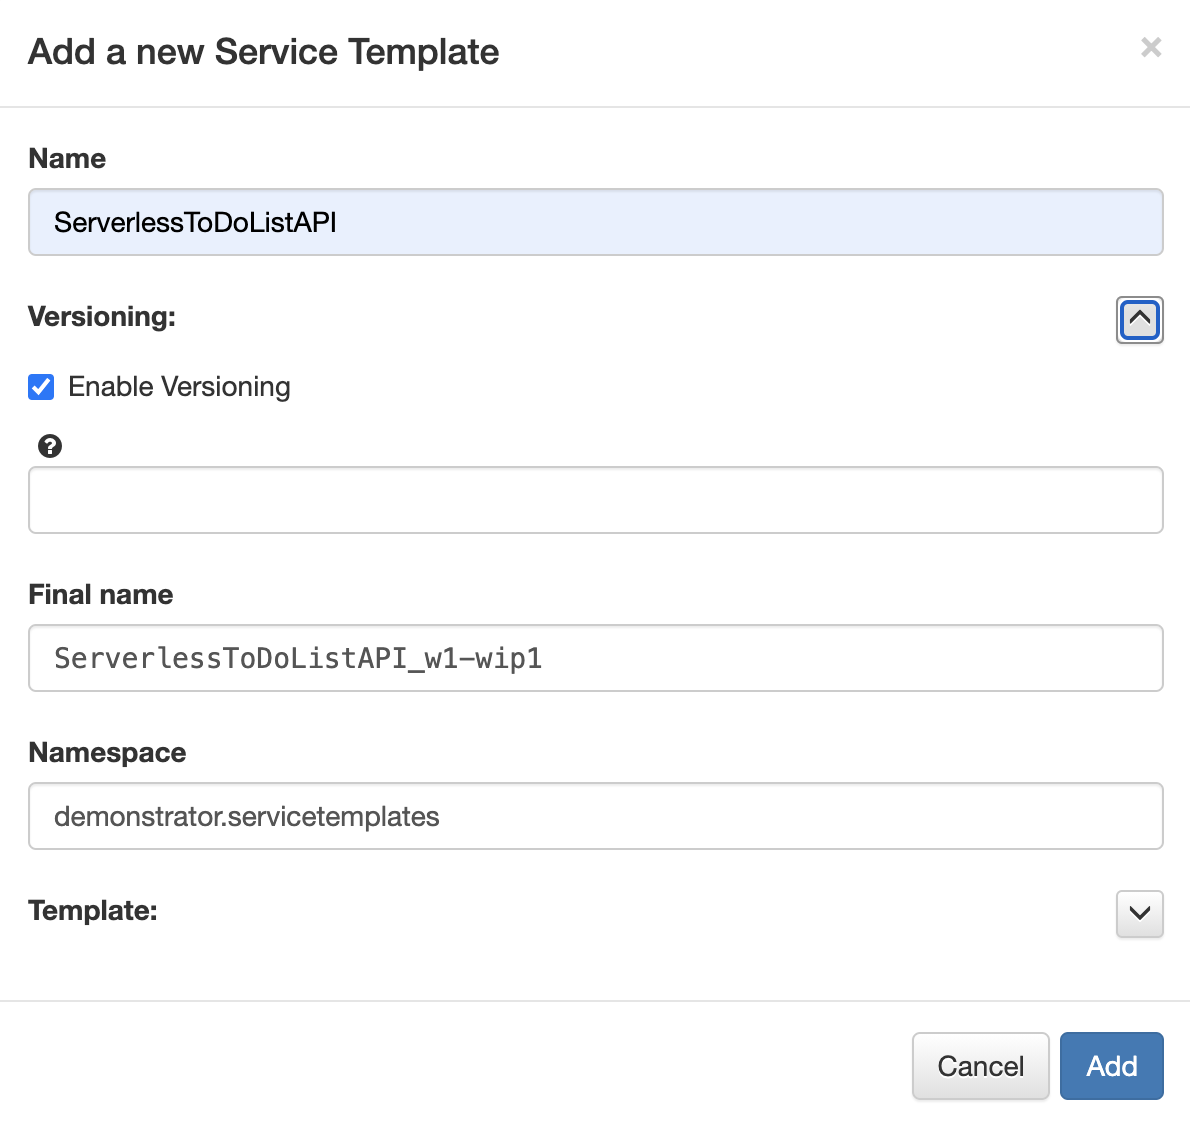 Add a new Service Template
×
Name
ServerlessToDoListAPI
Versioning:
Enable Versioning
?
Final name
ServerlessToDoListAPI_w1-wip1
Namespace
demonstrator.servicetemplates
Template:
Cancel Add